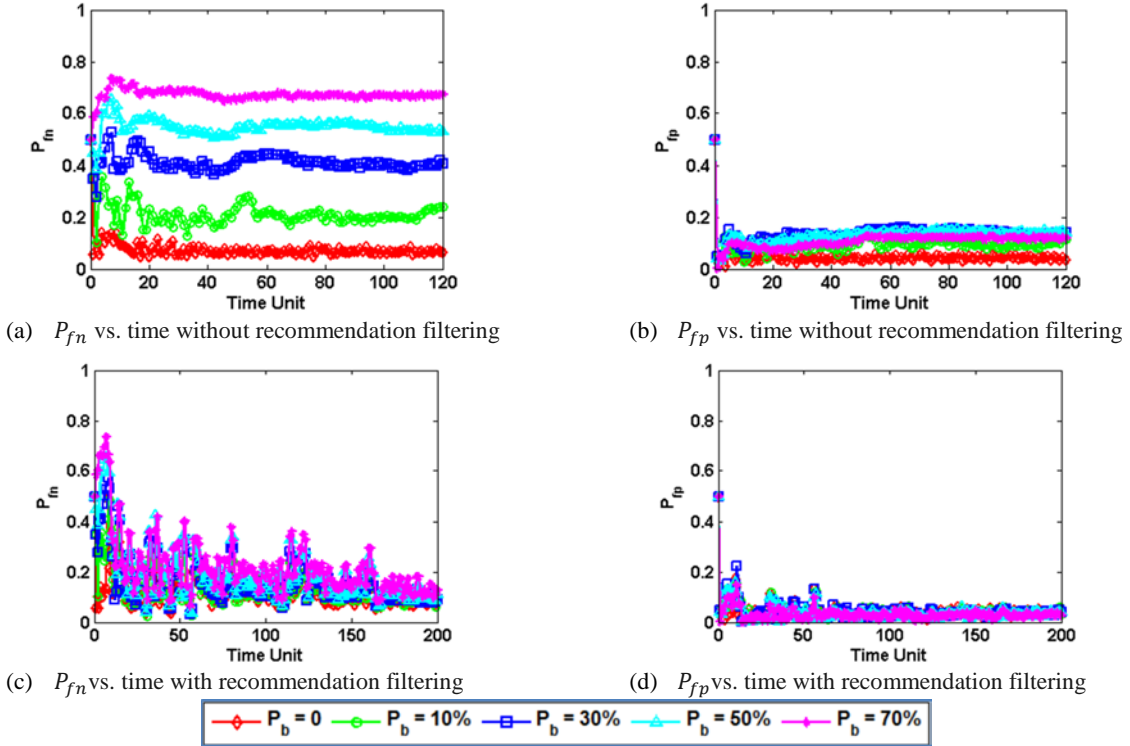 1
0.8
0.6
0.4
0.2
0
P_fn
0 20 40 60 80 100 120
Time Unit
(a) P_fn vs. time without recommendation filtering
1
0.8
0.6
0.4
0.2
0
P_fp
0 20 40 60 80 100 120
Time Unit
(b) P_fp vs. time without recommendation filtering
1
0.8
0.6
0.4
0.2
0
P_fn
0 50 100 150 200
Time Unit
(c) P_fn vs. time with recommendation filtering
1
0.8
0.6
0.4
0.2
0
P_fp
0 50 100 150 200
Time Unit
(d) P_fp vs. time with recommendation filtering
P_b = 0 P_b = 10% P_b = 30% P_b = 50% P_b = 70%